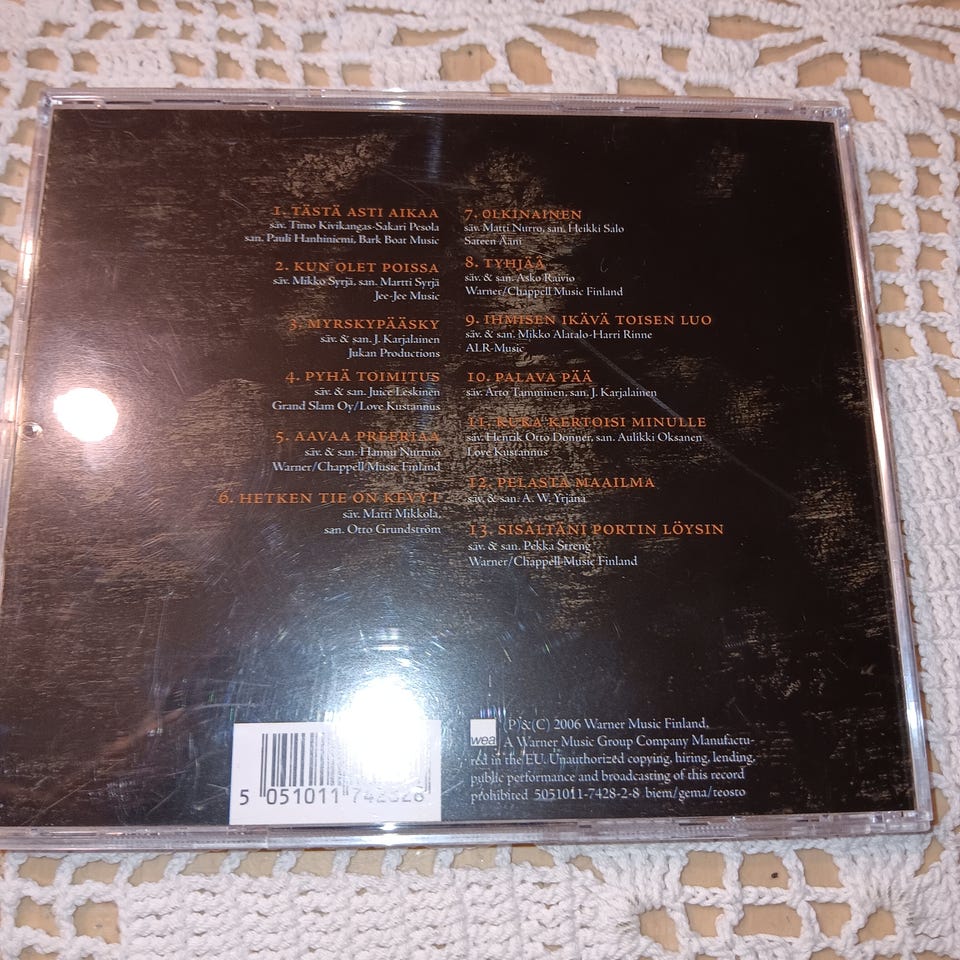 1. TÄSTÄ ASTI AIKAA
säv. Timo Kivikangas-Sakari Pesola
san. Pauli Hanhiniemi, Bark Boat Music
2. KUN OLET POISSA
säv. Mikko Syrjä, san. Martti Syrjä
Jee-Jee Music
3. MYRSKYPÄÄSKY
säv. & san. J. Karjalainen
Jukan Productions
4. PYHÄ TOIMITUS
säv. & san. Juice Leskinen
Grand Slam Oy/Love Kustannus
5. AAVAA PREERIAA
säv. & san. Hannu Nurmio
Warner/Chappell Music Finland
6. HETKEN TIE ON KEVYT
säv. Matti Mikkola,
san. Otto Grundström
7. OLKINAINEN
säv. Matti Nurro, san. Heikki Salo
Sateen Ääni
8. TYHJÄÄ
säv. & san. Asko Raivio
Warner/Chappell Music Finland
9. IHMISEN IKÄVÄ TOISEN LUO
säv. & san. Mikko Alatalo-Harri Rinne
ALR-Music
10. PALAVA PÄÄ
säv. Arto Tamminen, san. J. Karjalainen
11. KUKA KERTOISI MINULLE
säv. Henrik Otto Donner, san. Aulikki Oksanen
Love Kustannus
12. PELASTA MAAILMA
säv. & san. A. W. Yrjänä
13. SISÄLTÄNI PORTIN LÖYSIN
säv. & san. Pekka Streng
Warner/Chappell Music Finland
5 051011 742828
wea
(P) & (C) 2006 Warner Music Finland.
A Warner Music Group Company Manufactu-
red in the EU. Unauthorized copying, hiring, lending,
public performance and broadcasting of this record
prohibited 5051011-7428-2-8 biem/gema/teosto